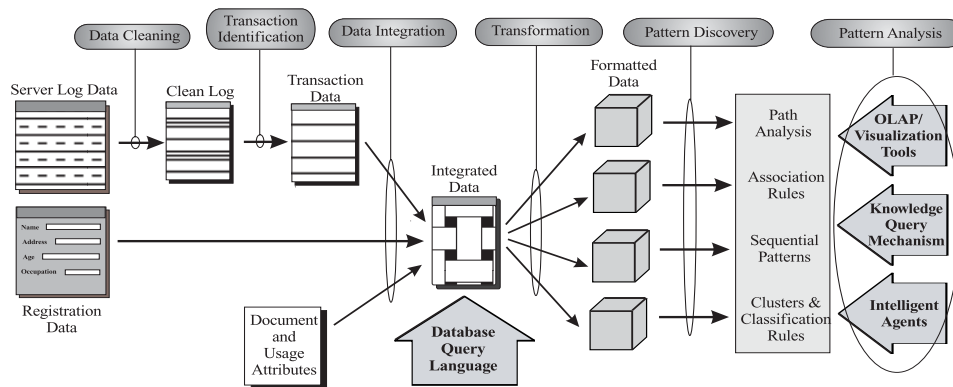 Data Cleaning
Transaction
Identification
Data Integration
Transformation
Pattern Discovery
Pattern Analysis
Server Log Data
Clean Log
Transaction
Data
Formatted
Data
Path
Analysis
OLAP/
Visualization
Tools
Integrated
Data
Association
Rules
Name
Address
Age
Occupation
Knowledge
Query
Mechanism
Sequential
Patterns
Registration
Data
Document
and
Usage
Attributes
Database
Query
Language
Clusters &
Classification
Rules
Intelligent
Agents